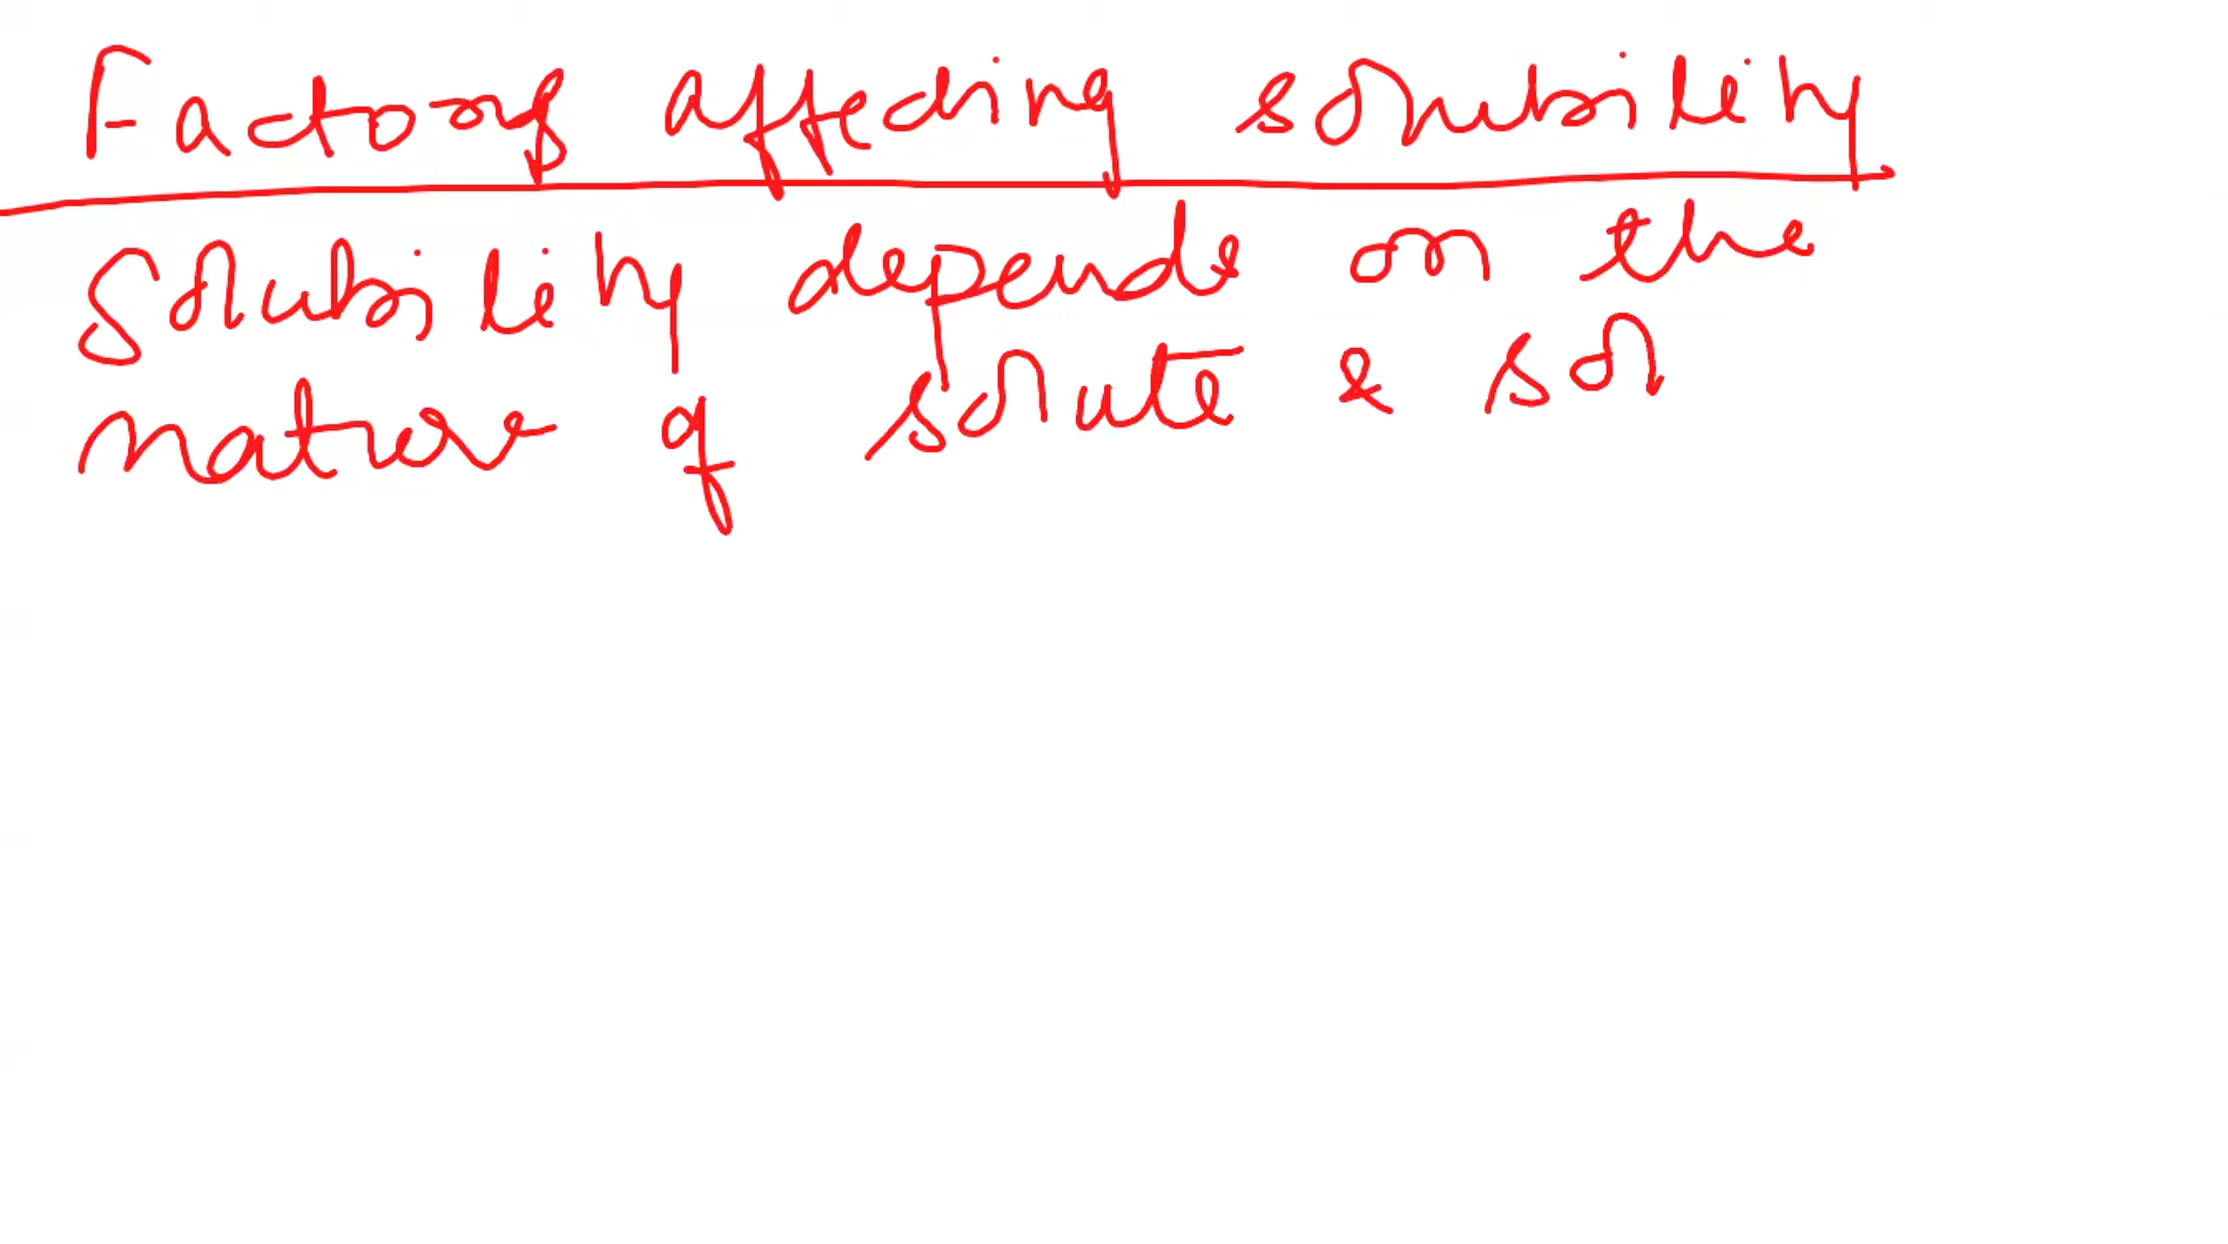 Factors affecting solubility
Solubility depends on the
nature of solute & sol